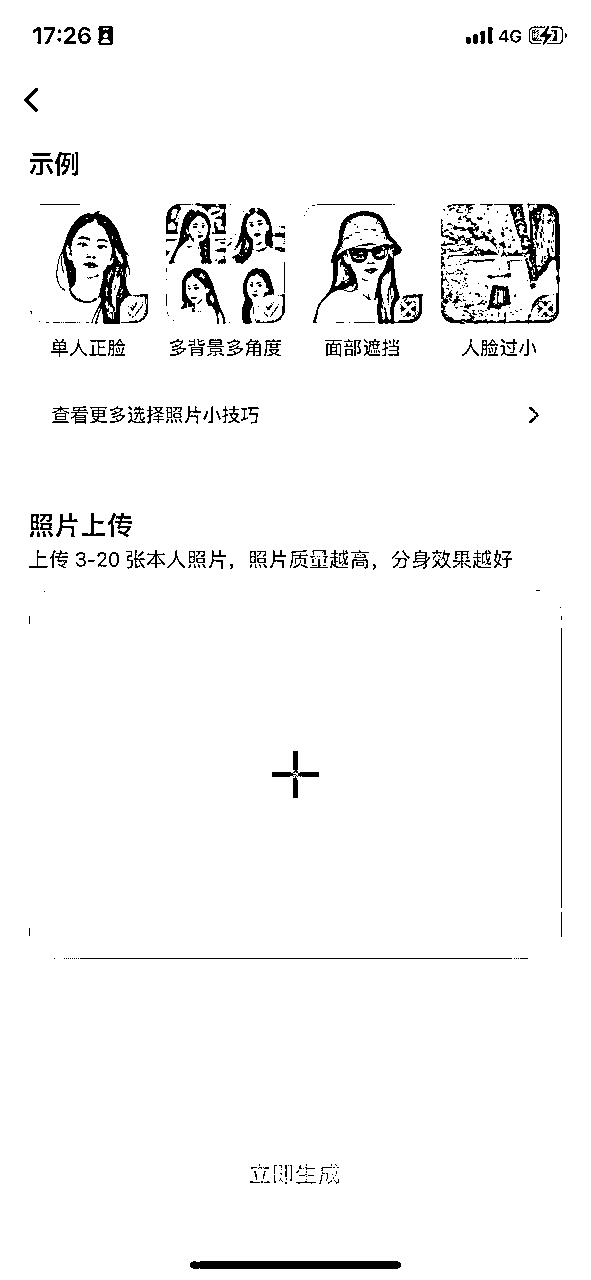 17:26 4G
示例
单人正脸 多背景多角度 面部遮挡 人脸过小
查看更多选择照片小技巧
照片上传
上传 3-20 张本人照片，照片质量越高，分身效果越好
立即生成